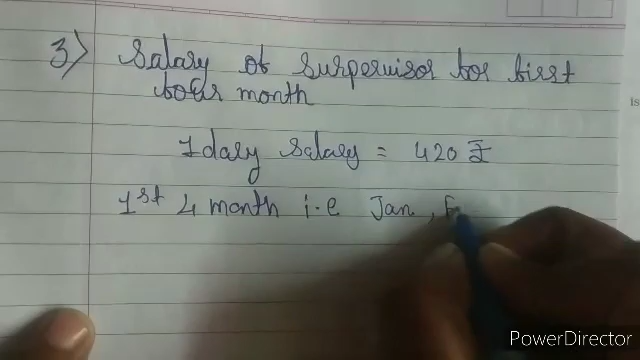 3) Salary of surpervisor for first
four month
1 day salary = 420 ₹
1st 4 month i.e Jan, F
PowerDirector